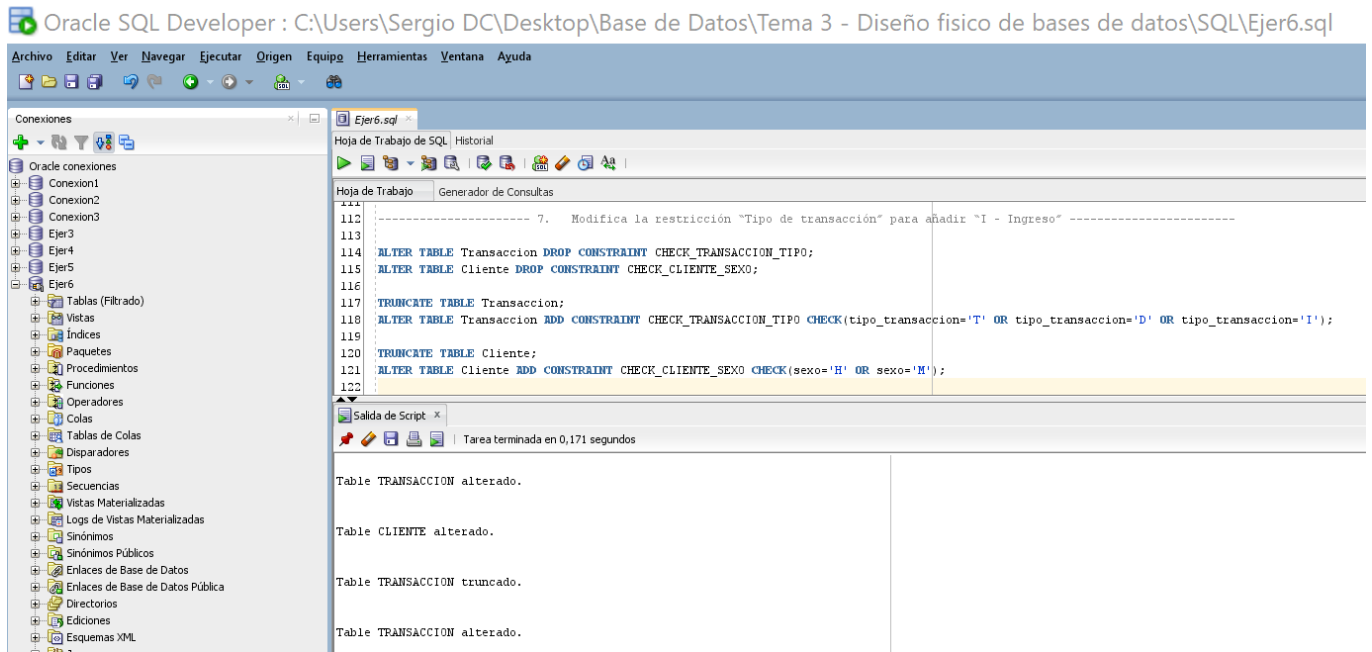 Oracle SQL Developer : C:\Users\Sergio DC\Desktop\Base de Datos\Tema 3 - Diseño fisico de bases de datos\SQL\Ejer6.sql
Archivo Editar Ver Navegar Ejecutar Origen Equipo Herramientas Ventana Ayuda
Conexiones
Oracle conexiones
Conexion1
Conexion2
Conexion3
Ejer3
Ejer4
Ejer5
Ejer6
Tablas (Filtrado)
Vistas
Índices
Paquetes
Procedimientos
Funciones
Operadores
Colas
Tablas de Colas
Disparadores
Tipos
Secuencias
Vistas Materializadas
Logs de Vistas Materializadas
Sinónimos
Sinónimos Públicos
Enlaces de Base de Datos
Enlaces de Base de Datos Pública
Directorios
Ediciones
Esquemas XML
Ejer6.sql
Hoja de Trabajo de SQL Historial
Hoja de Trabajo Generador de Consultas
111
112 ---------------------- 7. Modifica la restricción "Tipo de transacción" para añadir "I - Ingreso" ------------------------
113
114 ALTER TABLE Transaccion DROP CONSTRAINT CHECK_TRANSACCION_TIPO;
115 ALTER TABLE Cliente DROP CONSTRAINT CHECK_CLIENTE_SEXO;
116
117 TRUNCATE TABLE Transaccion;
118 ALTER TABLE Transaccion ADD CONSTRAINT CHECK_TRANSACCION_TIPO CHECK(tipo_transaccion='T' OR tipo_transaccion='D' OR tipo_transaccion='I');
119
120 TRUNCATE TABLE Cliente;
121 ALTER TABLE Cliente ADD CONSTRAINT CHECK_CLIENTE_SEXO CHECK(sexo='H' OR sexo='M');
122
Salida de Script
Tarea terminada en 0,171 segundos
Table TRANSACCION alterado.
Table CLIENTE alterado.
Table TRANSACCION truncado.
Table TRANSACCION alterado.